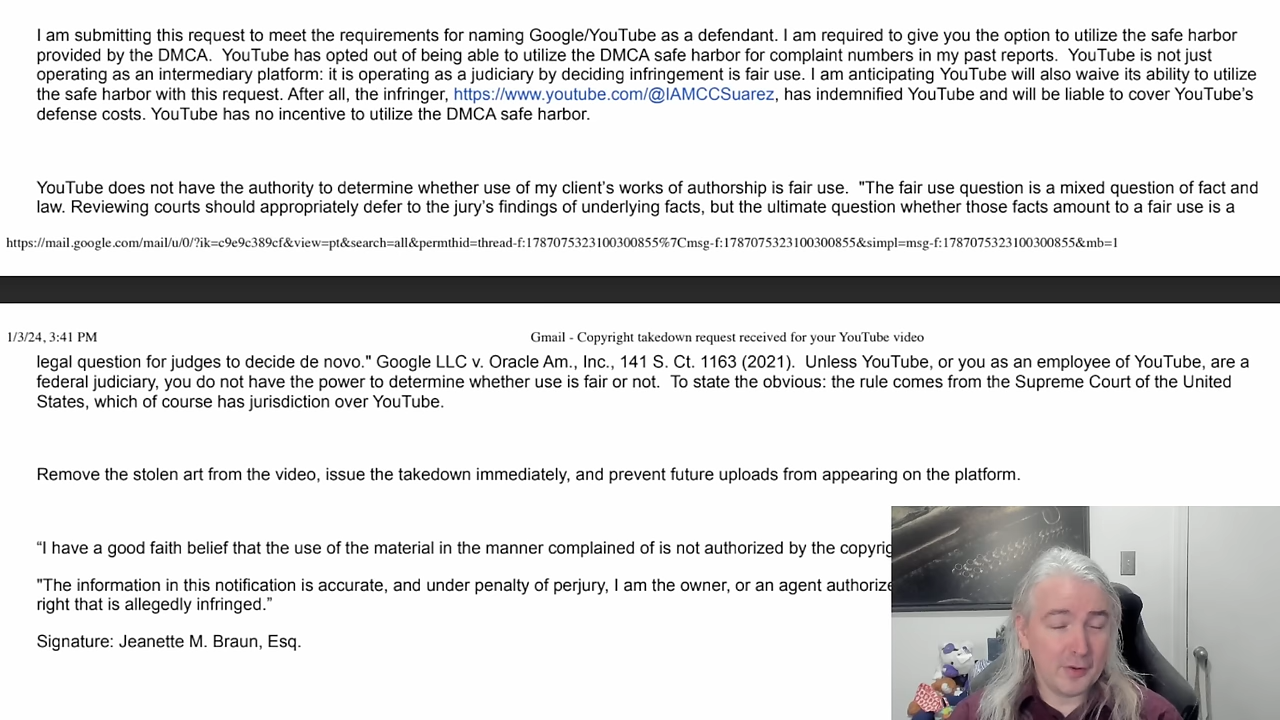 I am submitting this request to meet the requirements for naming Google/YouTube as a defendant. I am required to give you the option to utilize the safe harbor
provided by the DMCA.  YouTube has opted out of being able to utilize the DMCA safe harbor for complaint numbers in my past reports.  YouTube is not just
operating as an intermediary platform: it is operating as a judiciary by deciding infringement is fair use. I am anticipating YouTube will also waive its ability to utilize
the safe harbor with this request. After all, the infringer, https://www.youtube.com/@IAMCCSuarez, has indemnified YouTube and will be liable to cover YouTube’s
defense costs. YouTube has no incentive to utilize the DMCA safe harbor.
YouTube does not have the authority to determine whether use of my client’s works of authorship is fair use.  "The fair use question is a mixed question of fact and
law. Reviewing courts should appropriately defer to the jury’s findings of underlying facts, but the ultimate question whether those facts amount to a fair use is a
https://mail.google.com/mail/u/0/?ik=c9e9c389cf&view=pt&search=all&permthid=thread-f:1787075323100300855%7Cmsg-f:1787075323100300855&simpl=msg-f:1787075323100300855&mb=1
1/3/24, 3:41 PM
Gmail - Copyright takedown request received for your YouTube video
legal question for judges to decide de novo." Google LLC v. Oracle Am., Inc., 141 S. Ct. 1163 (2021).  Unless YouTube, or you as an employee of YouTube, are a
federal judiciary, you do not have the power to determine whether use is fair or not.  To state the obvious: the rule comes from the Supreme Court of the United
States, which of course has jurisdiction over YouTube.
Remove the stolen art from the video, issue the takedown immediately, and prevent future uploads from appearing on the platform.
“I have a good faith belief that the use of the material in the manner complained of is not authorized by the copyrig
"The information in this notification is accurate, and under penalty of perjury, I am the owner, or an agent authorize
right that is allegedly infringed.”
Signature: Jeanette M. Braun, Esq.